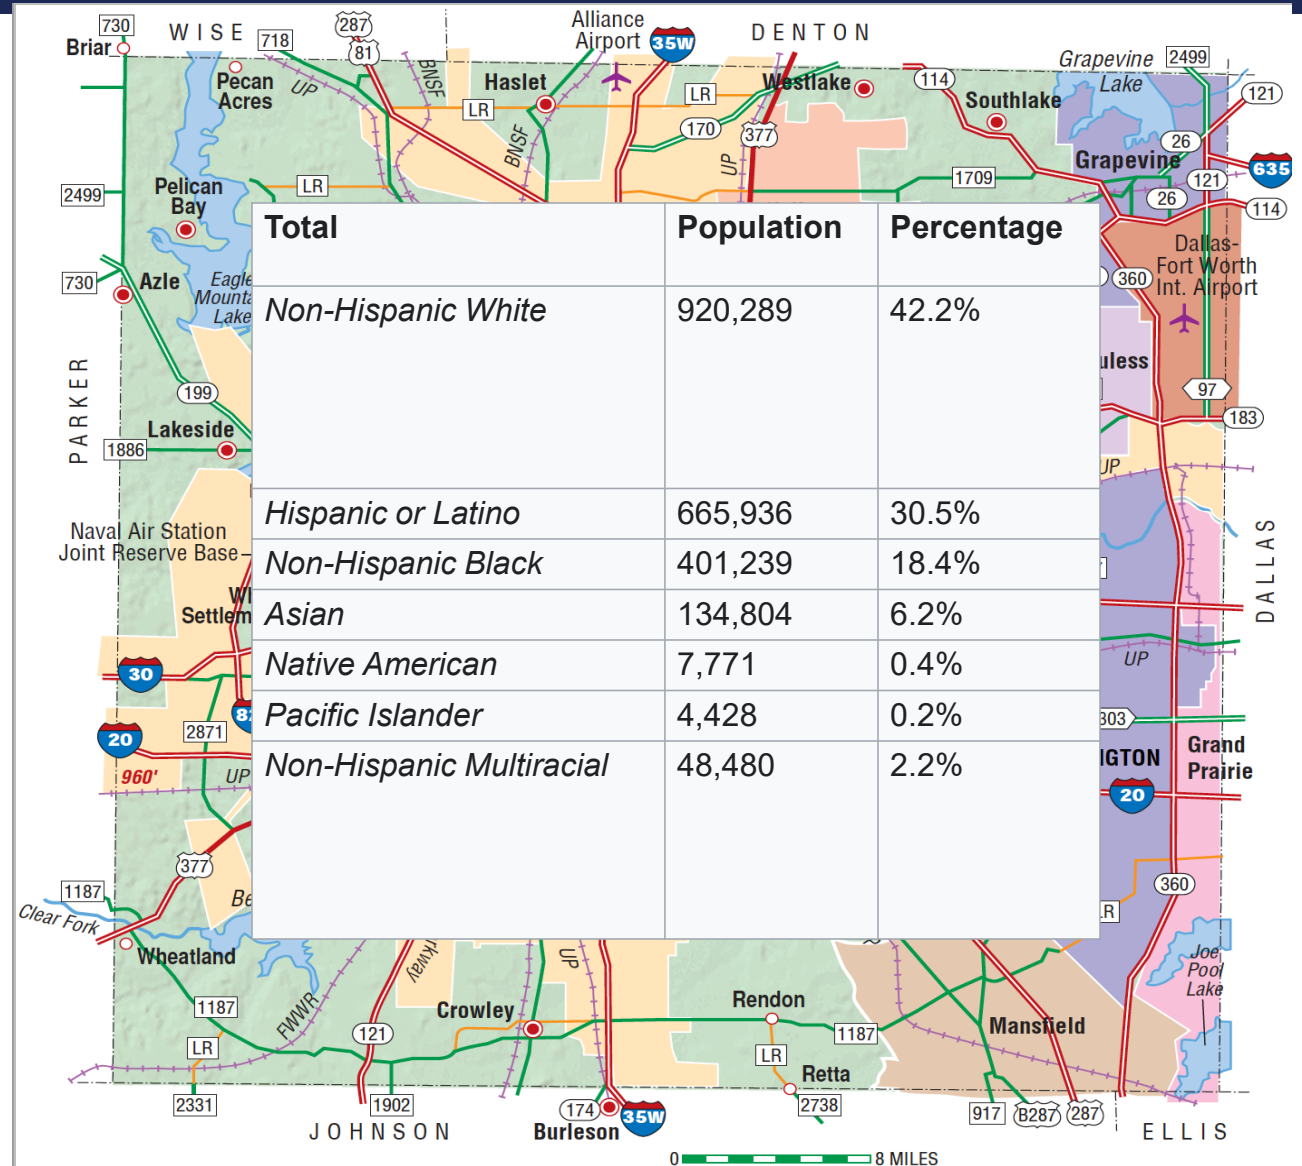 730
WISE
718
287
81
Alliance
Airport
35W
DENTON
Grapevine
Lake
2499
Briar
Pecan
Acres
UP
BNSF
Haslet
LR
LR
Westlake
114
Southlake
121
BNSF
170
377
UP
26
Grapevine
635
2499
Pelican
Bay
LR
1709
121
26
114
Total Population Percentage
Dallas-
Fort Worth
Int. Airport
360
730
Azle
Eagle
Lake
Non-Hispanic White 920,289 42.2%
PARKER
199
97
183
Lakeside
1886
UP
Hispanic or Latino 665,936 30.5%
Naval Air Station
Joint Reserve Base
Non-Hispanic Black 401,239 18.4%
DALLAS
Asian 134,804 6.2%
Native American 7,771 0.4%
UP
30
Pacific Islander 4,428 0.2%
20
2871
Grand
Prairie
Non-Hispanic Multiracial 48,480 2.2%
960'
UP
20
377
1187
360
Clear Fork
Wheatland
UP
Joe
Pool
Lake
1187
FWWR
Crowley
Rendon
121
1187
Mansfield
LR
LR
Retta
2331
1902
174
35W
2738
917
B287
287
JOHNSON
Burleson
ELLIS
0 8 MILES